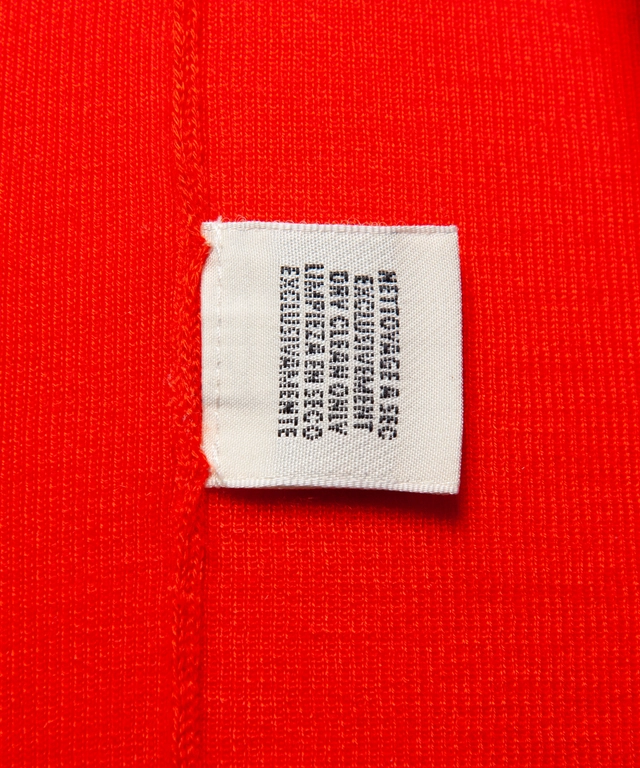 NETTOYAGE A SEC
EXCLUSIVEMENT
DRY CLEAN ONLY
LIMPIEZA EN SECO
EXCLUSIVAMENTE